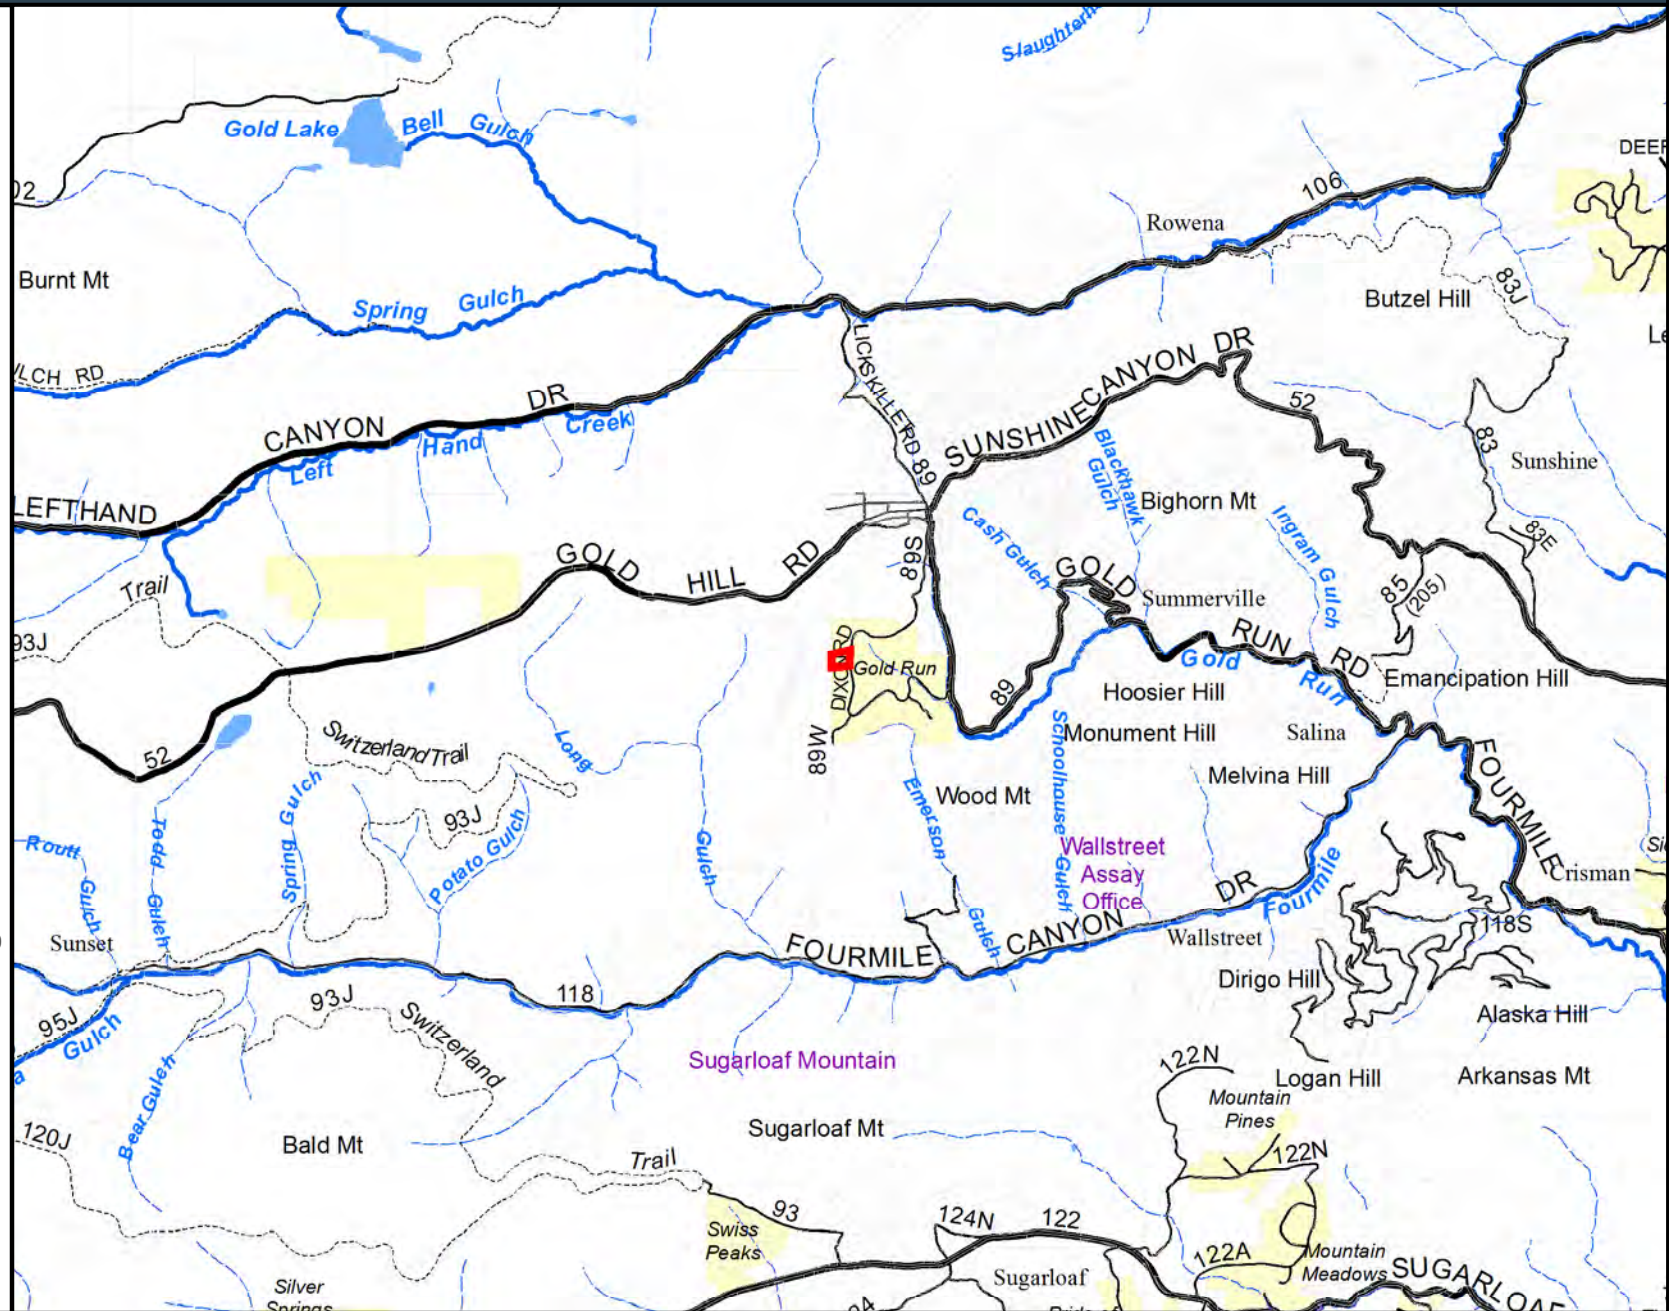 Slaughterh
Gold Lake
Bell Gulch
DEER
02
106
Rowena
Burnt Mt
Spring Gulch
83J
Butzel Hill
Le
LICKSKILLET RD 89
ULCH RD
CANYON DR
Left Hand Creek
SUNSHINE CANYON DR
52
83
Sunshine
Blackhawk
Gulch
Bighorn Mt
LEFTHAND
Cash Gulch
Ingram Gulch
83E
GOLD HILL RD
89S
GOLD
Summerville
85
(205)
Trail
93J
RUN RD
DIXON RD
Gold Run
Gold Run
Emancipation Hill
Hoosier Hill
89
Monument Hill
Salina
52
Switzerland Trail
Long
89W
Schoolhouse Gulch
Melvina Hill
FOURMILE
Emerson
Wood Mt
Spring Gulch
93J
Potato Gulch
Todd Gulch
Routt
Gulch
Gulch
Wallstreet
Assay
Office
Si
Crisman
DR
Fourmile
Gulch
118S
Sunset
FOURMILE CANYON
Wallstreet
Dirigo Hill
118
93J
Switzerland
95J
Gulch
a
Alaska Hill
Sugarloaf Mountain
122N
Logan Hill
Arkansas Mt
Bear Gulch
Mountain
Pines
120J
Bald Mt
Sugarloaf Mt
Trail
122N
93
124N
122
Swiss
Peaks
122A
Mountain
Meadows
SUGARLOAF
Sugarloaf
Silver
Springs